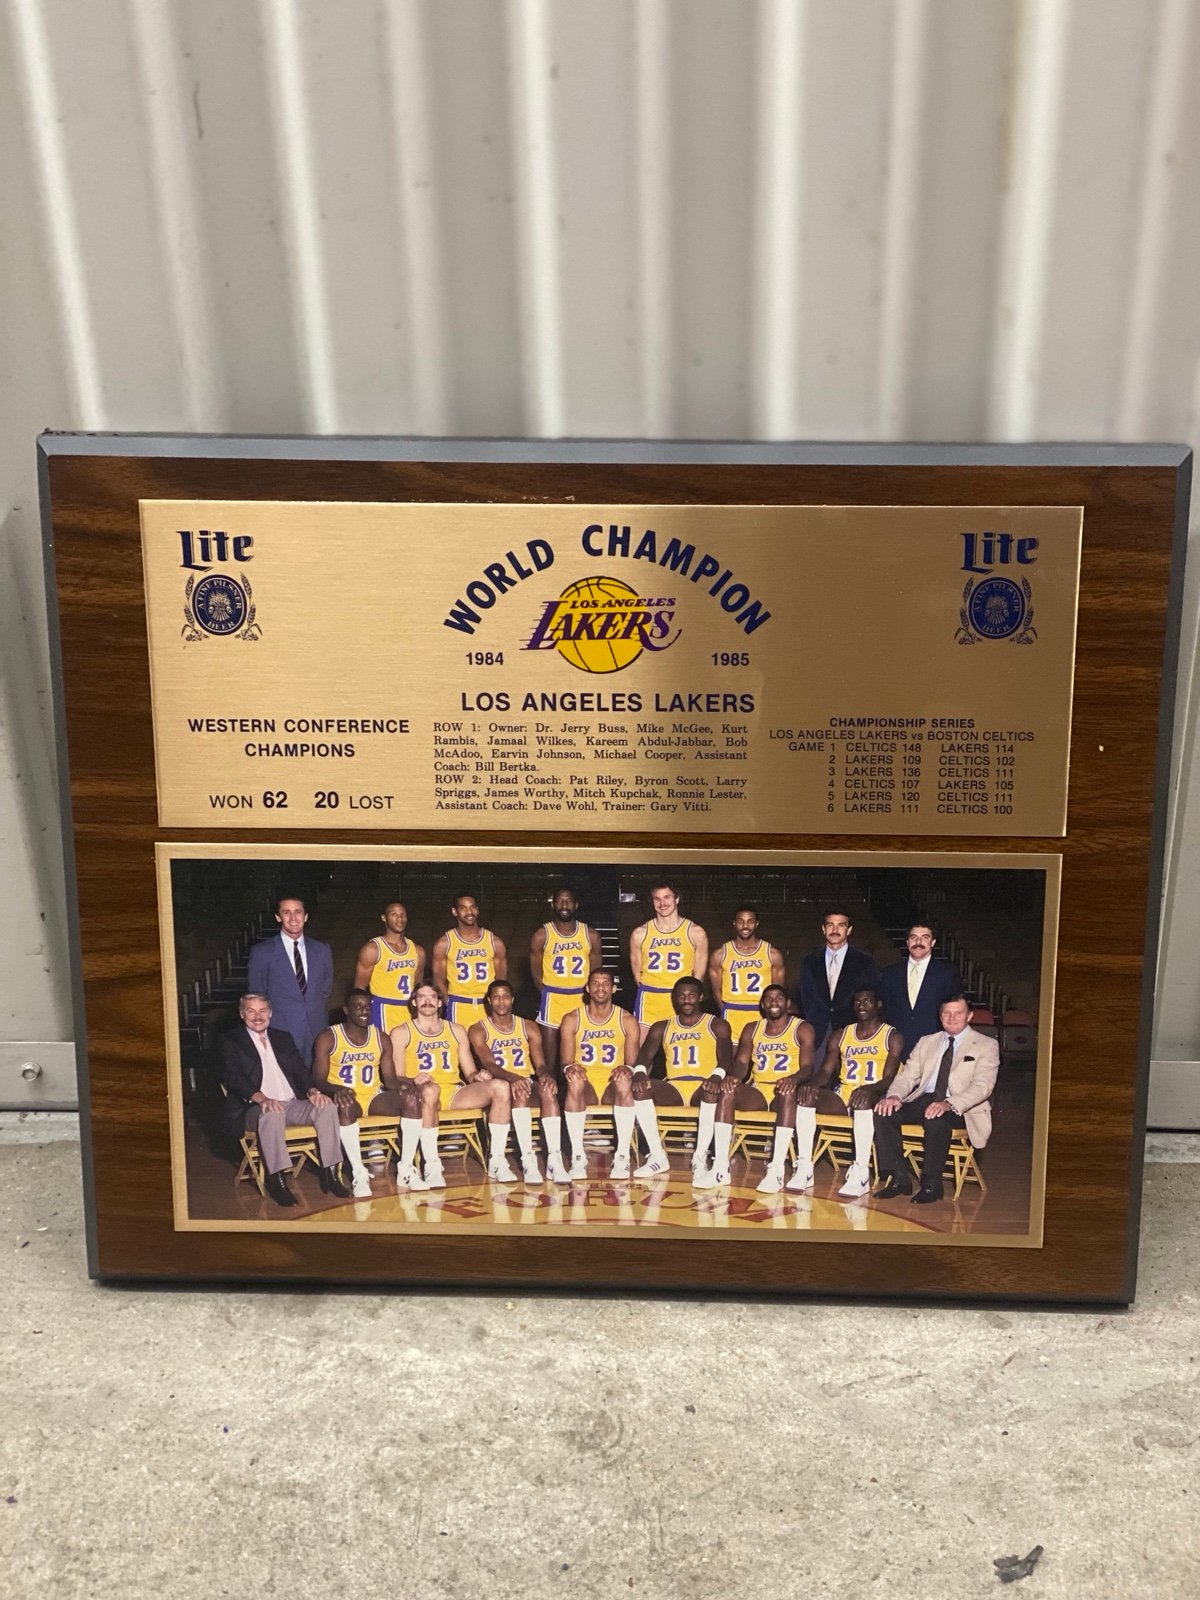 Lite
A FINE PILSNER
BEER
WORLD CHAMPION
LOS ANGELES
LAKERS
1984 1985
Lite
A FINE PILSNER
BEER
LOS ANGELES LAKERS
WESTERN CONFERENCE
CHAMPIONS
WON 62 20 LOST
ROW 1: Owner: Dr. Jerry Buss, Mike McGee, Kurt
Rambis, Jamaal Wilkes, Kareem Abdul-Jabbar, Bob
McAdoo, Earvin Johnson, Michael Cooper, Assistant
Coach: Bill Bertka.
ROW 2: Head Coach: Pat Riley, Byron Scott, Larry
Spriggs, James Worthy, Mitch Kupchak, Ronnie Lester,
Assistant Coach: Dave Wohl, Trainer: Gary Vitti.
CHAMPIONSHIP SERIES
LOS ANGELES LAKERS vs BOSTON CELTICS
GAME 1 CELTICS 148 LAKERS 114
2 LAKERS 109 CELTICS 102
3 LAKERS 136 CELTICS 111
4 CELTICS 107 LAKERS 105
5 LAKERS 120 CELTICS 111
6 LAKERS 111 CELTICS 100
LAKERS 4
LAKERS 35
LAKERS 42
LAKERS 25
LAKERS 12
LAKERS 40
LAKERS 31
LAKERS 52
LAKERS 33
LAKERS 11
LAKERS 32
LAKERS 21
FORUM